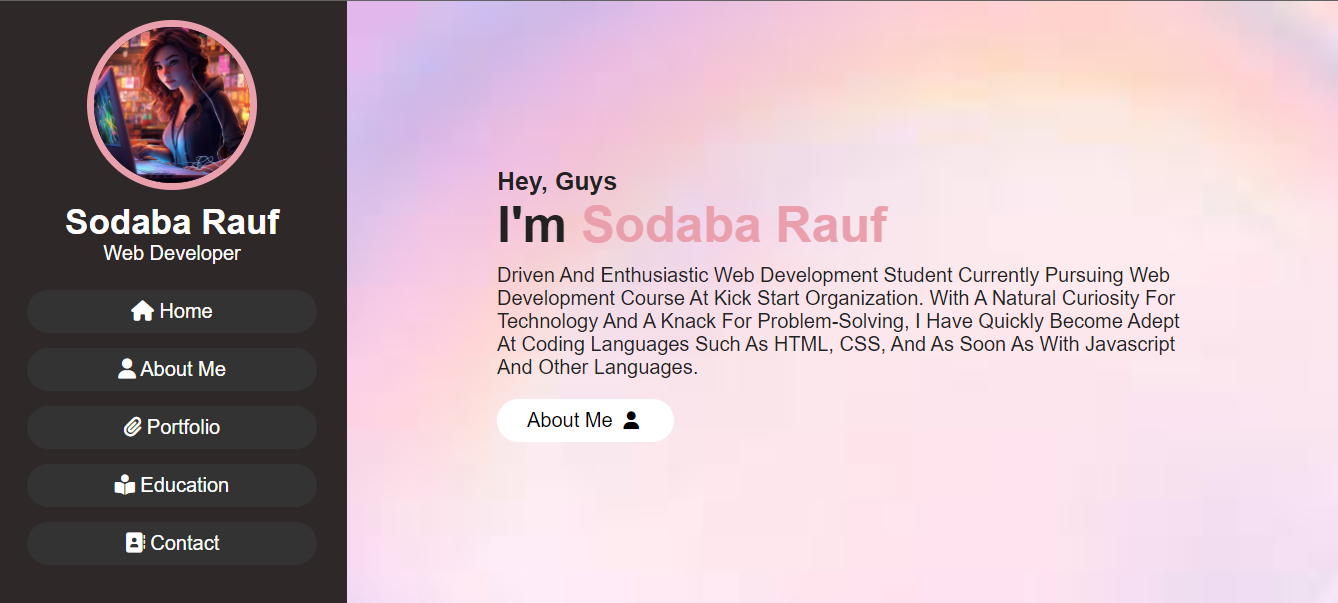 Sodaba Rauf
Web Developer
Home
About Me
Portfolio
Education
Contact
Hey, Guys
I'm Sodaba Rauf
Driven And Enthusiastic Web Development Student Currently Pursuing Web
Development Course At Kick Start Organization. With A Natural Curiosity For
Technology And A Knack For Problem-Solving, I Have Quickly Become Adept
At Coding Languages Such As HTML, CSS, And As Soon As With Javascript
And Other Languages.
About Me